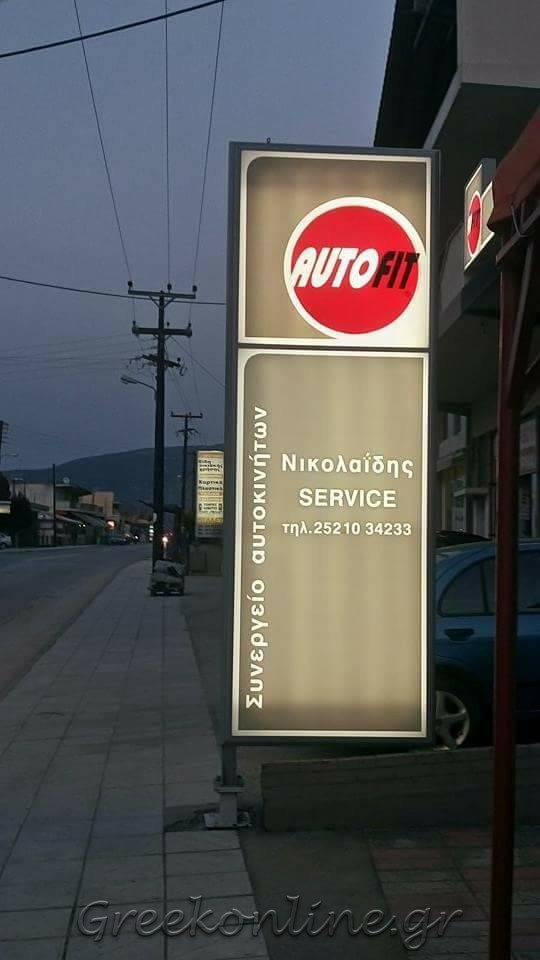 AUTOFIT
Συνεργείο αυτοκινήτων
Νικολαΐδης
SERVICE
τηλ.25210 34233
Greekonline.gr